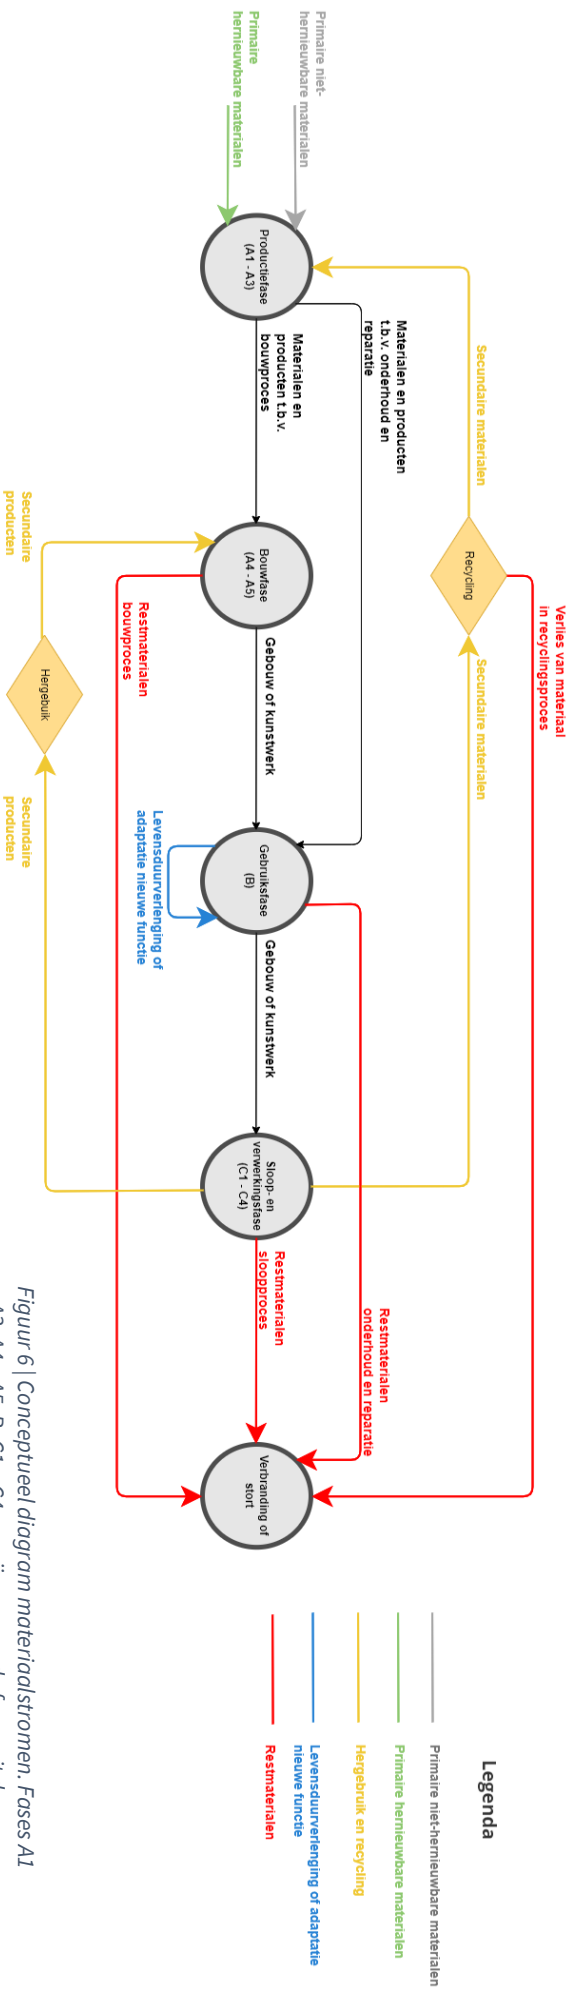 Primaire niet-
hernieuwbare materialen
Primaire
hernieuwbare materialen
Productiefase
(A1 - A3)
Materialen en producten
t.b.v. onderhoud en
reparatie
Materialen en
producten t.b.v.
bouwproces
Secundaire materialen
Recycling
Verlies van materiaal
in recyclingsproces
Secundaire materialen
Bouwfase
(A4 - A5)
Restmaterialen
bouwproces
Secundaire
producten
Hergebuik
Secundaire
producten
Gebouw of kunstwerk
Gebruiksfase
(B)
Levensduurverlenging of
adaptatie nieuwe functie
Gebouw of kunstwerk
Sloop- en
verwerkingsfase
(C1 - C4)
Restmaterialen
sloopproces
Restmaterialen
onderhoud en reparatie
Verbranding of
stort
Legenda
Primaire niet-hernieuwbare materialen
Primaire hernieuwbare materialen
Hergebruik en recycling
Levensduurverlenging of adaptatie
nieuwe functie
Restmaterialen
Figuur 6 | Conceptueel diagram materiaalstromen. Fases A1